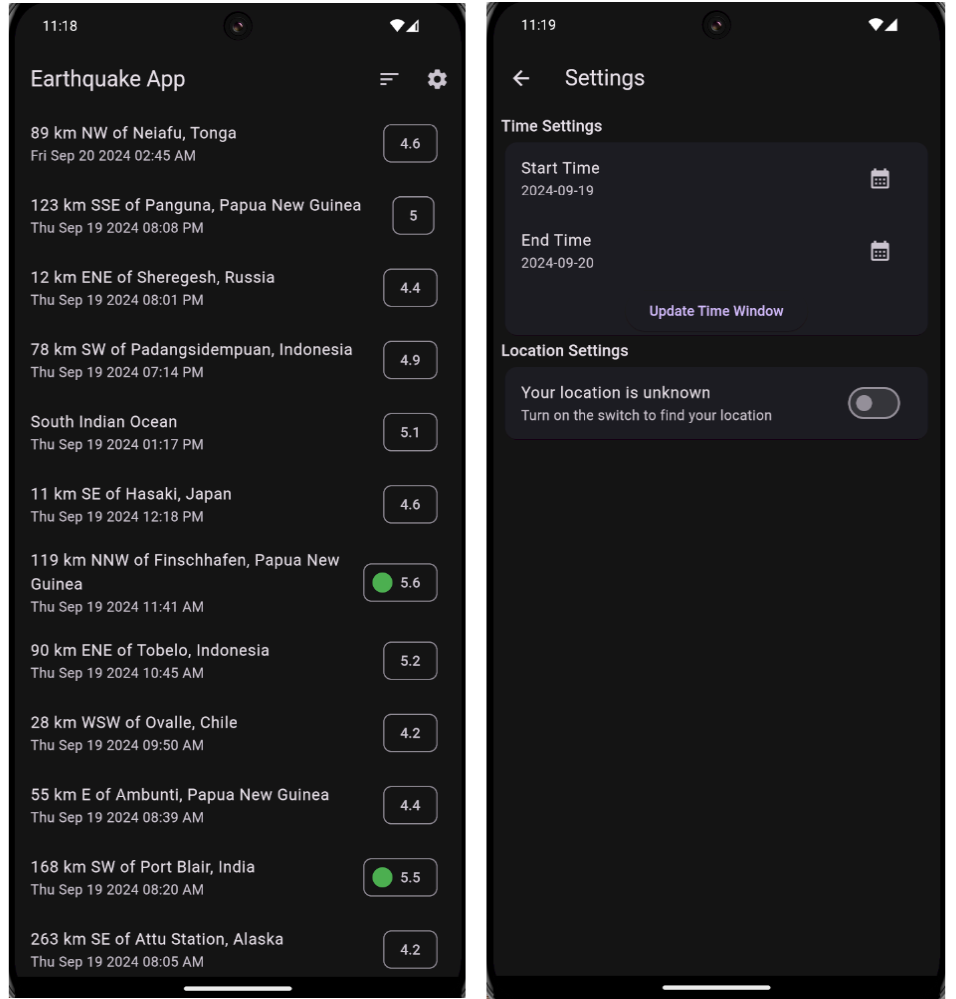 11:18
Earthquake App
89 km NW of Neiafu, Tonga
Fri Sep 20 2024 02:45 AM
4.6
123 km SSE of Panguna, Papua New Guinea
Thu Sep 19 2024 08:08 PM
5
12 km ENE of Sheregesh, Russia
Thu Sep 19 2024 08:01 PM
4.4
78 km SW of Padangsidempuan, Indonesia
Thu Sep 19 2024 07:14 PM
4.9
South Indian Ocean
Thu Sep 19 2024 01:17 PM
5.1
11 km SE of Hasaki, Japan
Thu Sep 19 2024 12:18 PM
4.6
119 km NNW of Finschhafen, Papua New
Guinea
Thu Sep 19 2024 11:41 AM
5.6
90 km ENE of Tobelo, Indonesia
Thu Sep 19 2024 10:45 AM
5.2
28 km WSW of Ovalle, Chile
Thu Sep 19 2024 09:50 AM
4.2
55 km E of Ambunti, Papua New Guinea
Thu Sep 19 2024 08:39 AM
4.4
168 km SW of Port Blair, India
Thu Sep 19 2024 08:20 AM
5.5
263 km SE of Attu Station, Alaska
Thu Sep 19 2024 08:05 AM
4.2
11:19
Settings
Time Settings
Start Time
2024-09-19
End Time
2024-09-20
Update Time Window
Location Settings
Your location is unknown
Turn on the switch to find your location